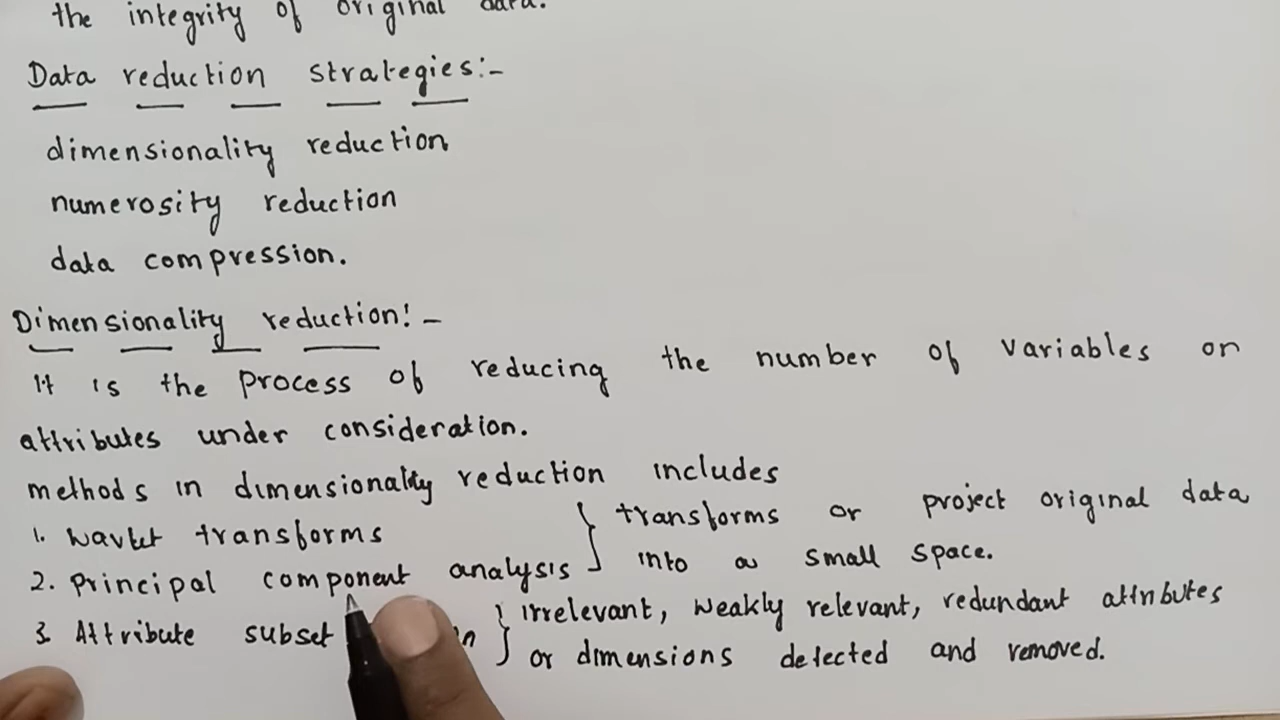 the integrity of original data.
Data reduction strategies:-
dimensionality reduction
numerosity reduction
data compression.
Dimensionality reduction:-
It is the process of reducing the number of variables or
attributes under consideration.
methods in dimensionality reduction includes
1. wavlet transforms } transforms or project original data
2. principal component analysis into a small space.
3. Attribute subset } irrelevant, weakly relevant, redundant attributes
or dimensions detected and removed.